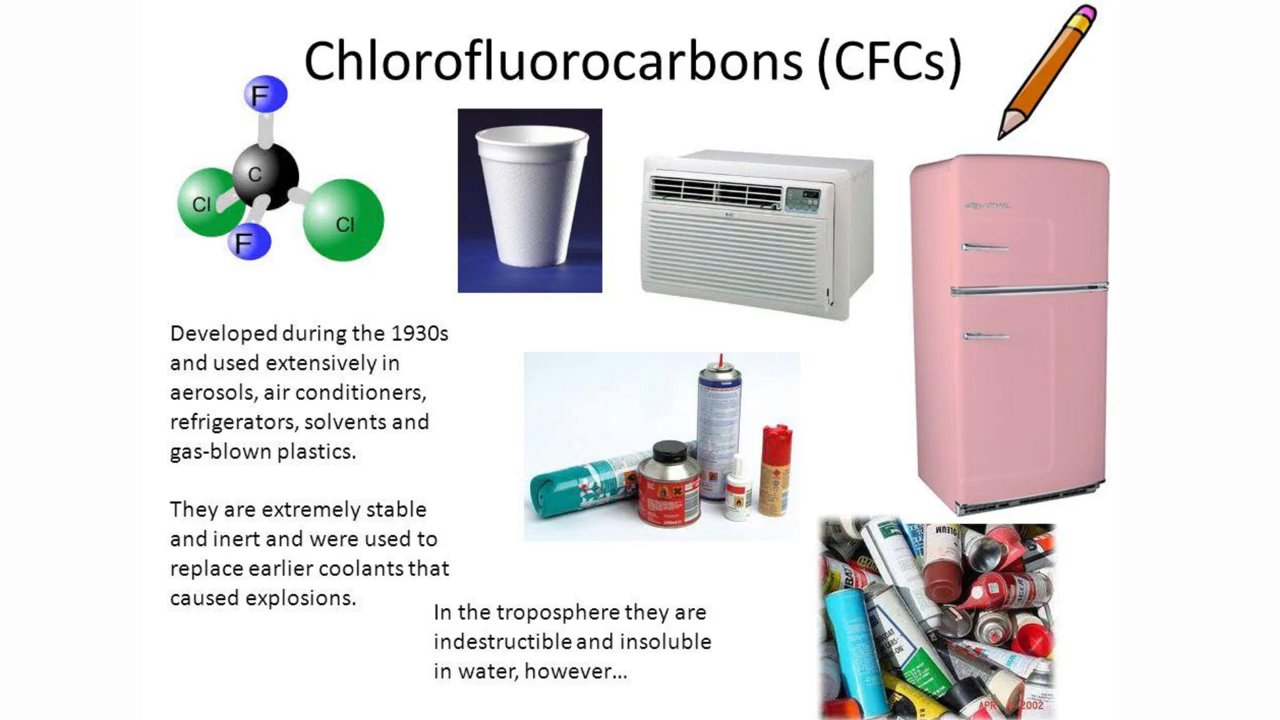 Chlorofluorocarbons (CFCs)
F
C
Cl
Cl
F
Developed during the 1930s
and used extensively in
aerosols, air conditioners,
refrigerators, solvents and
gas-blown plastics.
They are extremely stable
and inert and were used to
replace earlier coolants that
caused explosions.
In the troposphere they are
indestructible and insoluble
in water, however...